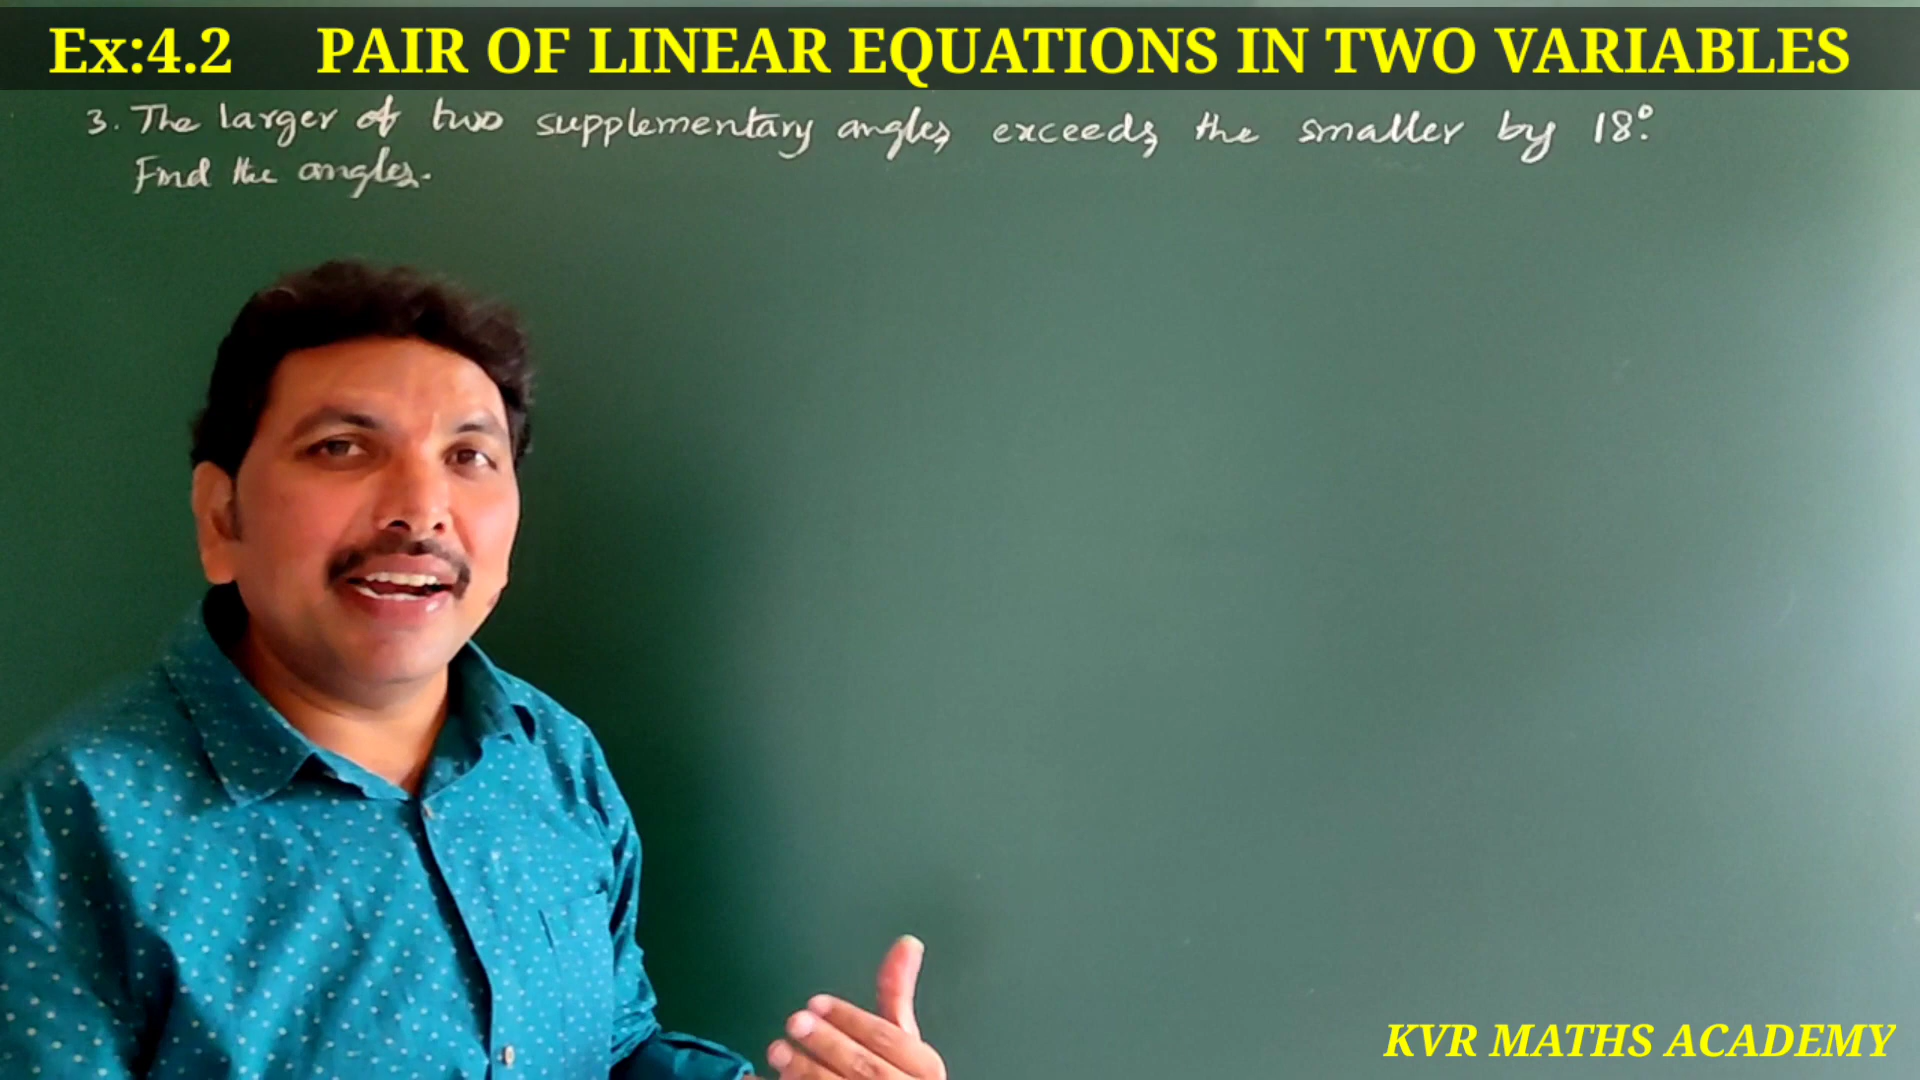 Ex:4.2 PAIR OF LINEAR EQUATIONS IN TWO VARIABLES
3. The larger of two supplementary angles exceeds the smaller by 18°.
Find the angles.
KVR MATHS ACADEMY